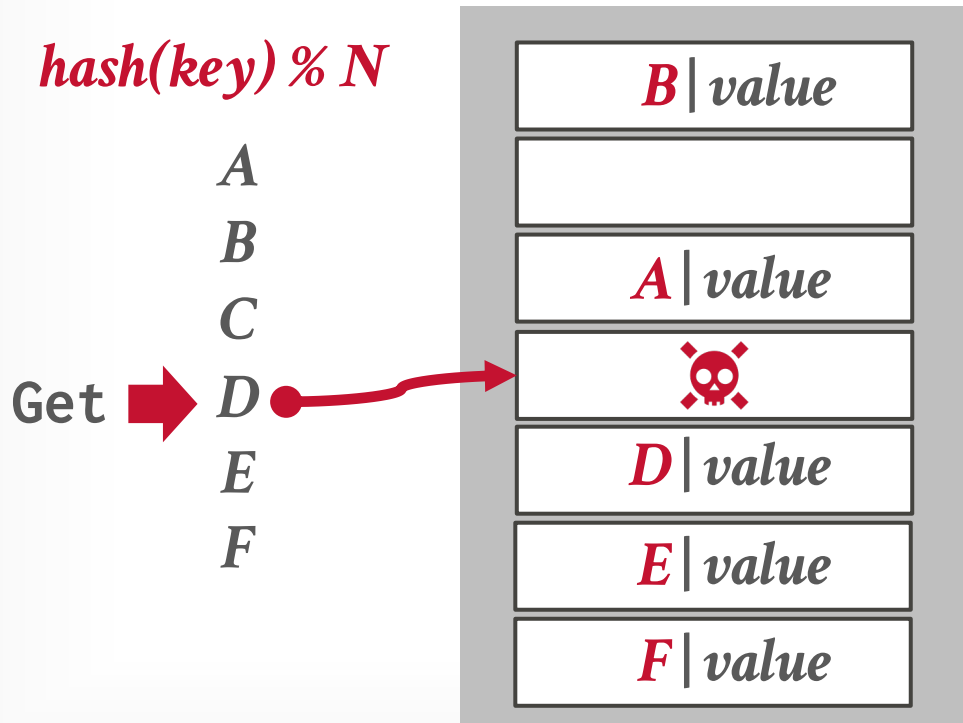 hash(key) % N
A
B
C
Get D
E
F
B|value
A|value
D|value
E|value
F|value